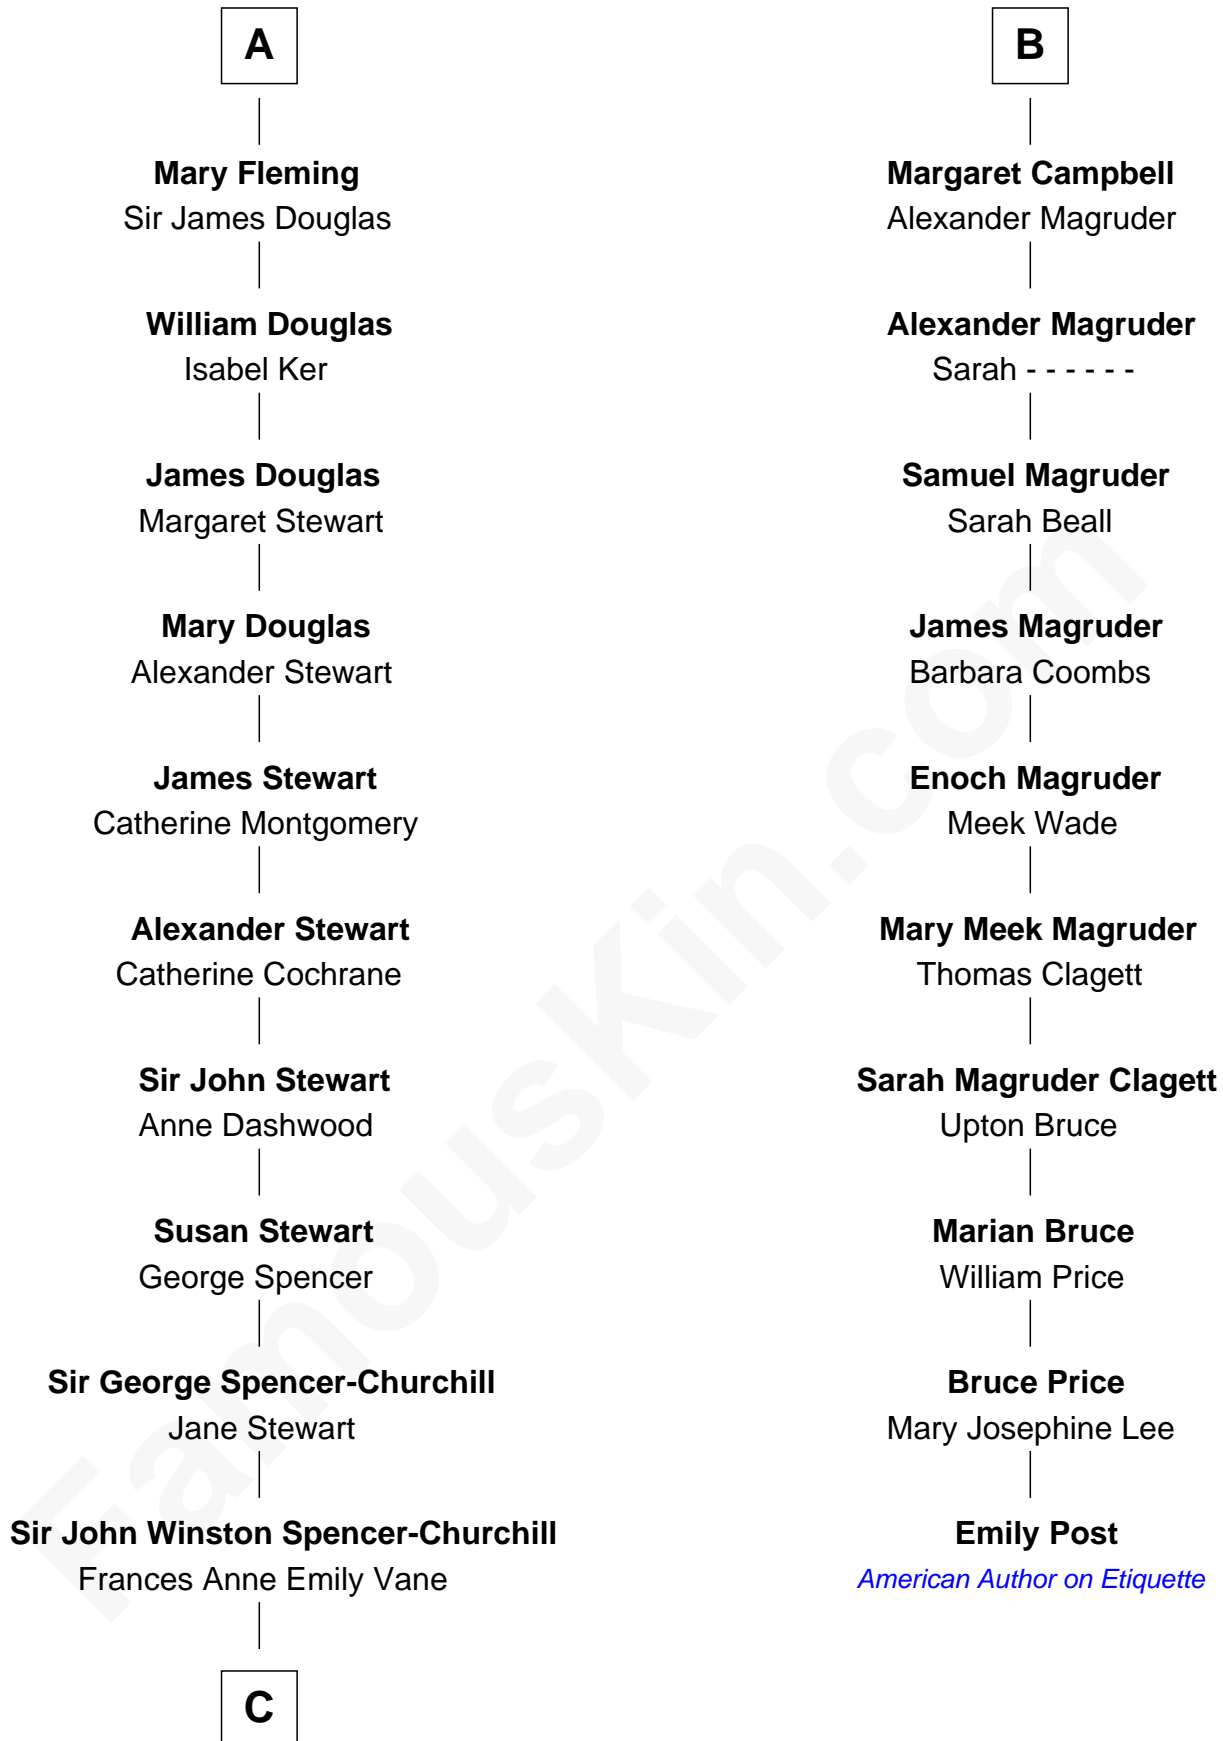 A
Mary Fleming
Sir James Douglas
William Douglas
Isabel Ker
James Douglas
Margaret Stewart
Mary Douglas
Alexander Stewart
James Stewart
Catherine Montgomery
Alexander Stewart
Catherine Cochrane
Sir John Stewart
Anne Dashwood
Susan Stewart
George Spencer
Sir George Spencer-Churchill
Jane Stewart
Sir John Winston Spencer-Churchill
Frances Anne Emily Vane
C
B
Margaret Campbell
Alexander Magruder
Alexander Magruder
Sarah - - - - - -
Samuel Magruder
Sarah Beall
James Magruder
Barbara Coombs
Enoch Magruder
Meek Wade
Mary Meek Magruder
Thomas Clagett
Sarah Magruder Clagett
Upton Bruce
Marian Bruce
William Price
Bruce Price
Mary Josephine Lee
Emily Post
American Author on Etiquette
FamousKin.com